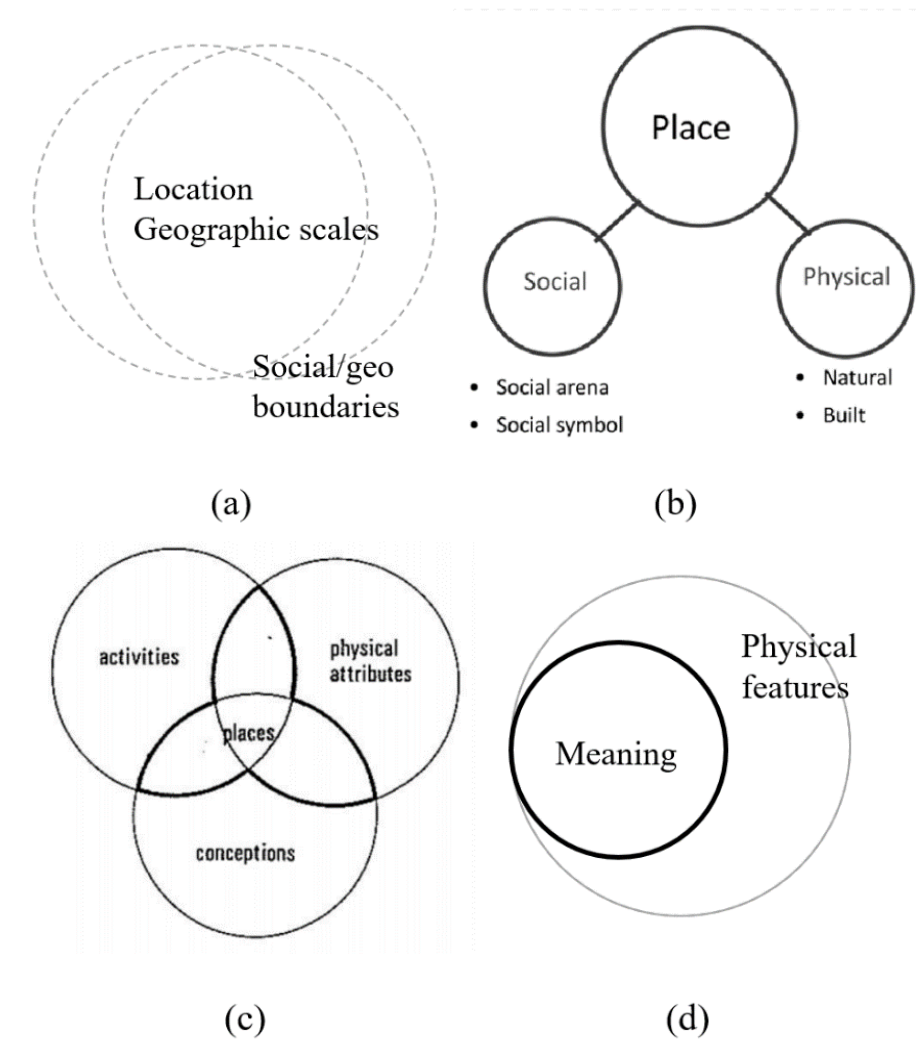 Location
Geographic scales
Social/geo
boundaries
(a)
Place
Social
Physical
• Social arena
• Social symbol
• Natural
• Built
(b)
activities
physical
attributes
places
conceptions
(c)
Physical
features
Meaning
(d)